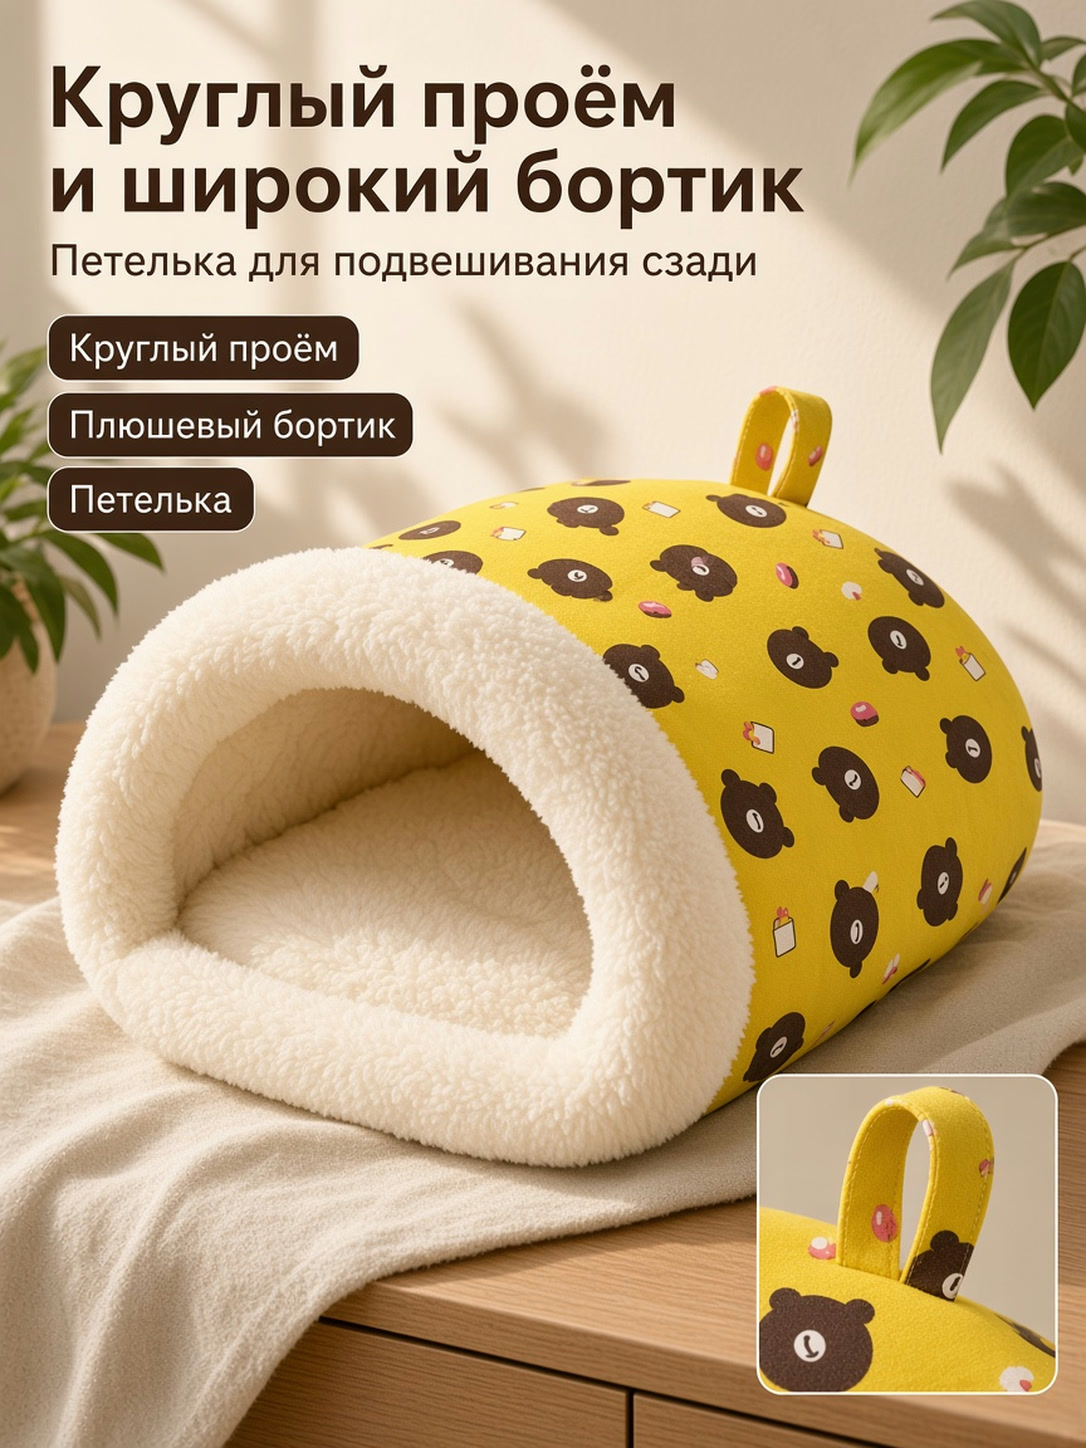 Круглый проём
и широкий бортик
Петелька для подвешивания сзади
Круглый проём
Плюшевый бортик
Петелька